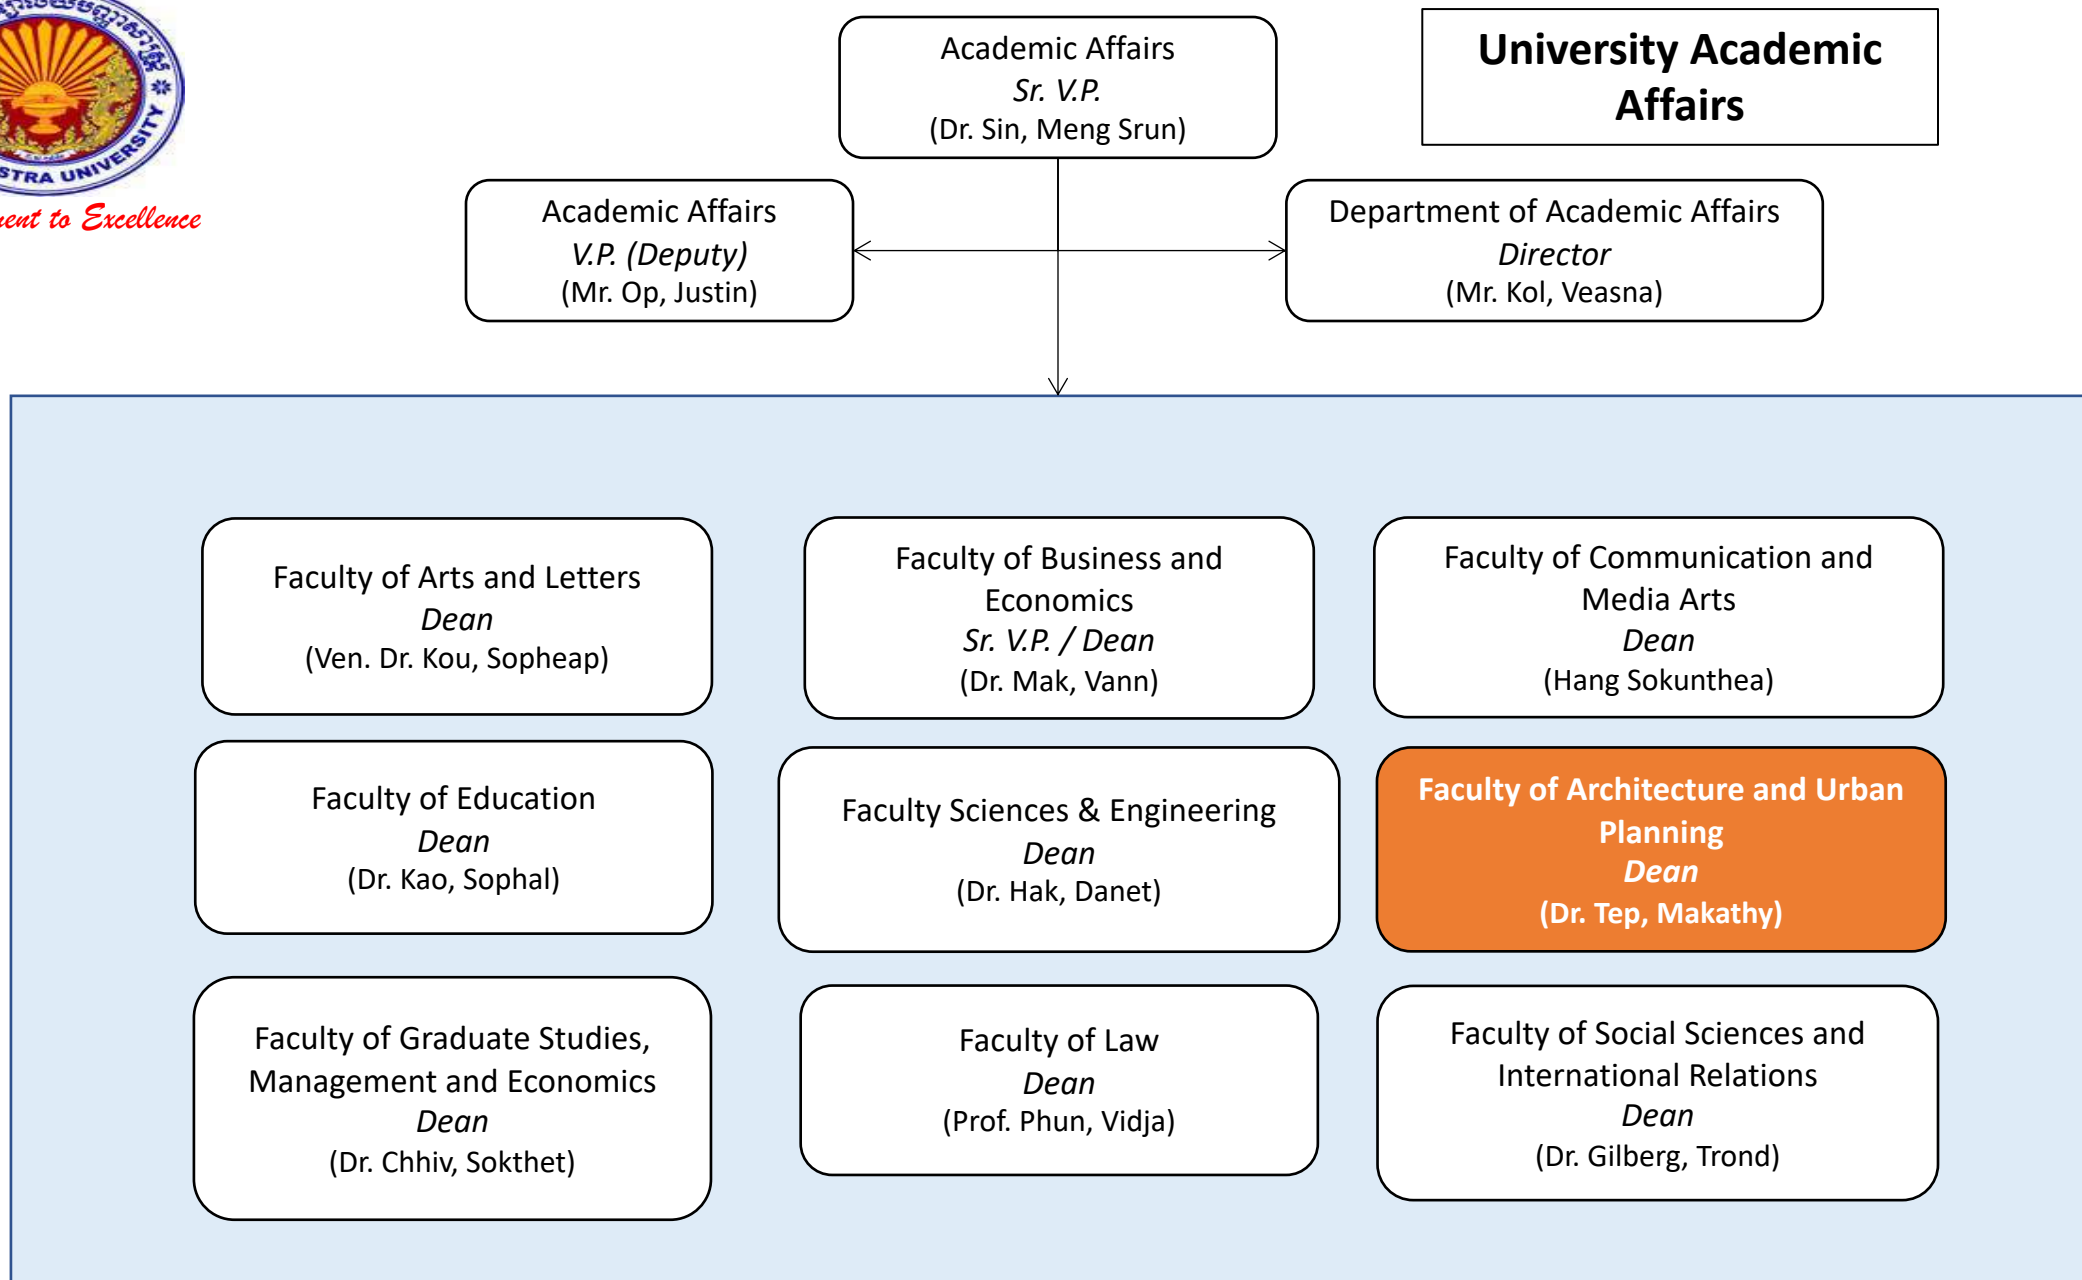 STRA UNIVERSITY
to Excellence
Academic Affairs
Sr. V.P.
(Dr. Sin, Meng Srun)
University Academic
Affairs
Academic Affairs
V.P. (Deputy)
(Mr. Op, Justin)
Department of Academic Affairs
Director
(Mr. Kol, Veasna)
Faculty of Arts and Letters
Dean
(Ven. Dr. Kou, Sopheap)
Faculty of Business and
Economics
Sr. V.P. / Dean
(Dr. Mak, Vann)
Faculty of Communication and
Media Arts
Dean
(Hang Sokunthea)
Faculty of Education
Dean
(Dr. Kao, Sophal)
Faculty Sciences & Engineering
Dean
(Dr. Hak, Danet)
Faculty of Architecture and Urban
Planning
Dean
(Dr. Tep, Makathy)
Faculty of Graduate Studies,
Management and Economics
Dean
(Dr. Chhiv, Sokthet)
Faculty of Law
Dean
(Prof. Phun, Vidja)
Faculty of Social Sciences and
International Relations
Dean
(Dr. Gilberg, Trond)